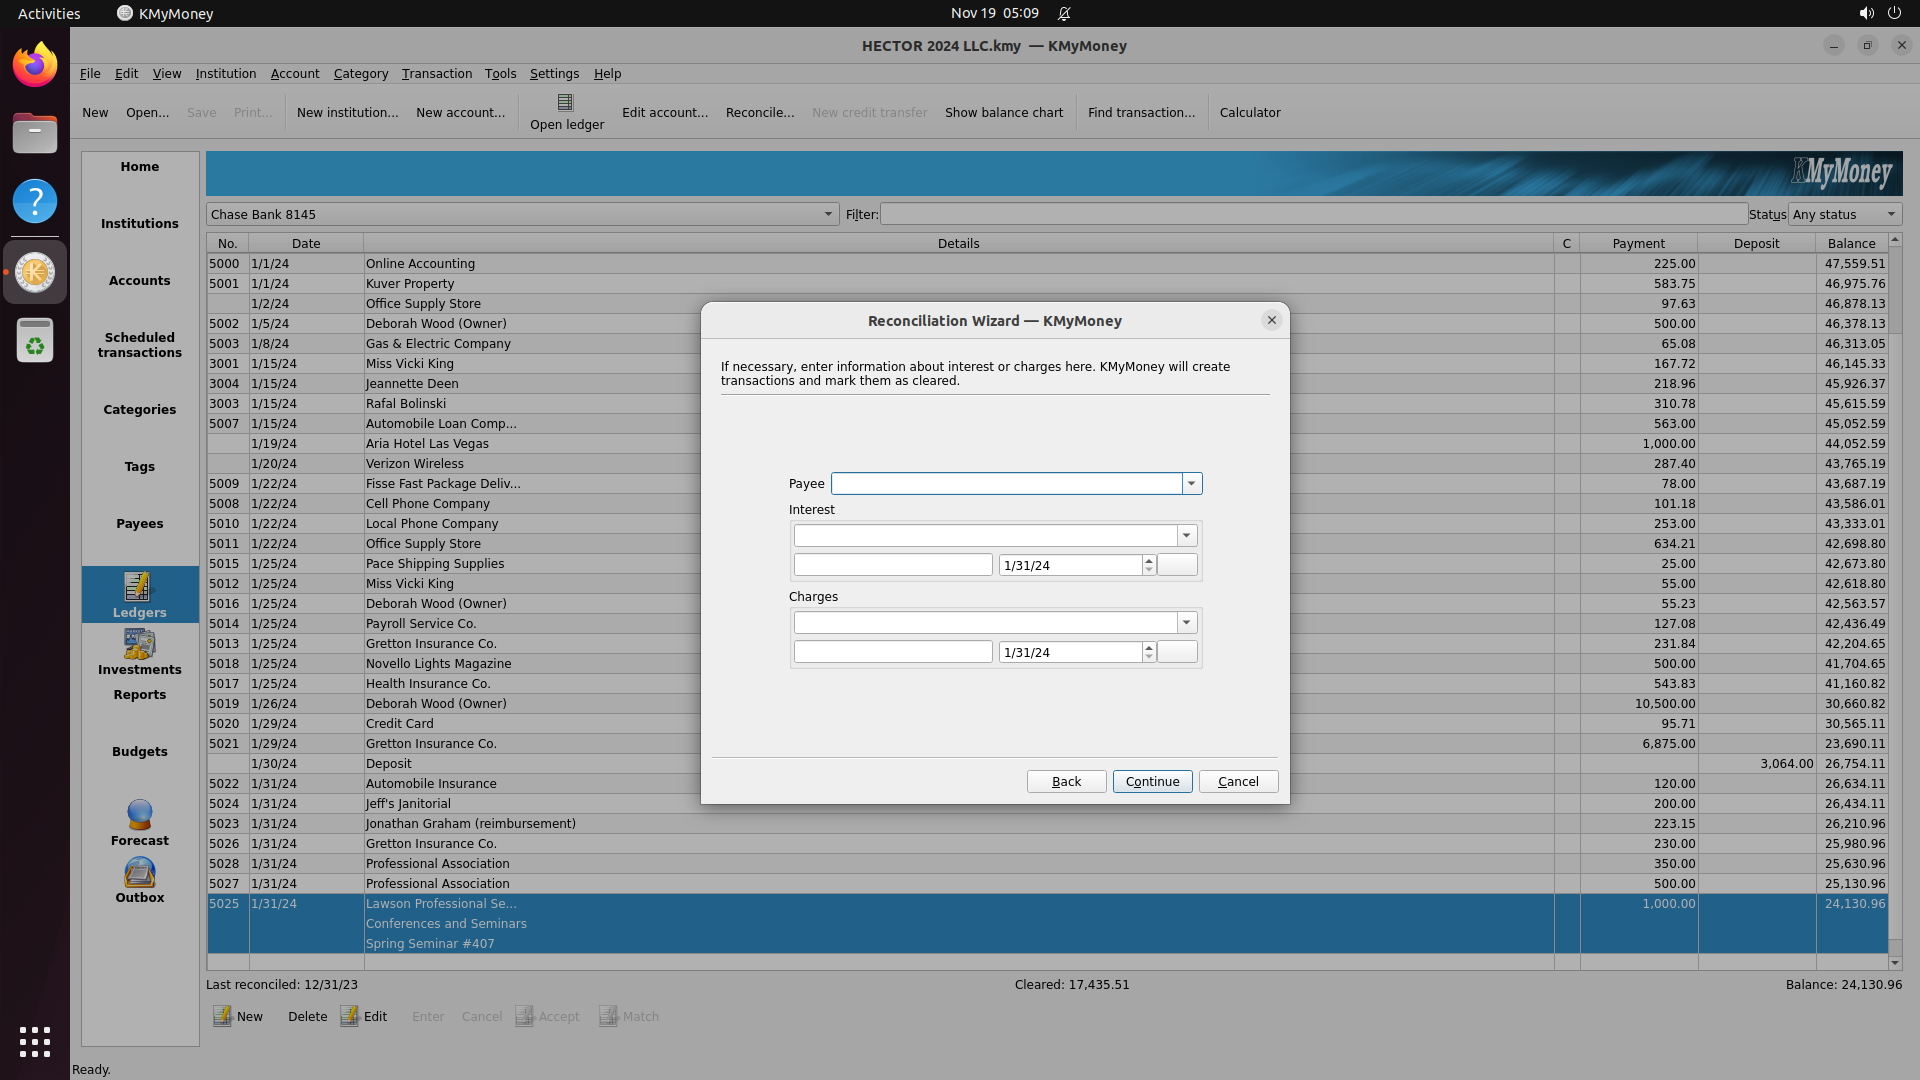 Activities
KMyMoney
Nov 19 05:09
HECTOR 2024 LLC.kmy — KMyMoney
File Edit View Institution Account Category Transaction Tools Settings Help
New Open... Save Print... New institution... New account... Open ledger Edit account... Reconcile... New credit transfer Show balance chart Find transaction... Calculator
Home
Institutions
Accounts
Scheduled
transactions
Categories
Tags
Payees
Ledgers
Investments
Reports
Budgets
Forecast
Outbox
KMyMoney
Chase Bank 8145 Filter: Status Any status
No. Date Details C Payment Deposit Balance
5000 1/1/24 Online Accounting 225.00 47,559.51
5001 1/1/24 Kuver Property 583.75 46,975.76
1/2/24 Office Supply Store 97.63 46,878.13
5002 1/5/24 Deborah Wood (Owner) 500.00 46,378.13
5003 1/8/24 Gas & Electric Company 65.08 46,313.05
3001 1/15/24 Miss Vicki King 167.72 46,145.33
3004 1/15/24 Jeannette Deen 218.96 45,926.37
3003 1/15/24 Rafal Bolinski 310.78 45,615.59
5007 1/15/24 Automobile Loan Comp... 563.00 45,052.59
1/19/24 Aria Hotel Las Vegas 1,000.00 44,052.59
1/20/24 Verizon Wireless 287.40 43,765.19
5009 1/22/24 Fisse Fast Package Deliv... 78.00 43,687.19
5008 1/22/24 Cell Phone Company 101.18 43,586.01
5010 1/22/24 Local Phone Company 253.00 43,333.01
5011 1/22/24 Office Supply Store 634.21 42,698.80
5015 1/25/24 Pace Shipping Supplies 25.00 42,673.80
5012 1/25/24 Miss Vicki King 55.00 42,618.80
5016 1/25/24 Deborah Wood (Owner) 55.23 42,563.57
5014 1/25/24 Payroll Service Co. 127.08 42,436.49
5013 1/25/24 Gretton Insurance Co. 231.84 42,204.65
5018 1/25/24 Novello Lights Magazine 500.00 41,704.65
5017 1/25/24 Health Insurance Co. 543.83 41,160.82
5019 1/26/24 Deborah Wood (Owner) 10,500.00 30,660.82
5020 1/29/24 Credit Card 95.71 30,565.11
5021 1/29/24 Gretton Insurance Co. 6,875.00 23,690.11
1/30/24 Deposit 3,064.00 26,754.11
5022 1/31/24 Automobile Insurance 120.00 26,634.11
5024 1/31/24 Jeff's Janitorial 200.00 26,434.11
5023 1/31/24 Jonathan Graham (reimbursement) 223.15 26,210.96
5026 1/31/24 Gretton Insurance Co. 230.00 25,980.96
5028 1/31/24 Professional Association 350.00 25,630.96
5027 1/31/24 Professional Association 500.00 25,130.96
5025 1/31/24 Lawson Professional Se... 1,000.00 24,130.96
Conferences and Seminars
Spring Seminar #407
Last reconciled: 12/31/23 Cleared: 17,435.51 Balance: 24,130.96
New Delete Edit Enter Cancel Accept Match
Ready.
Reconciliation Wizard — KMyMoney
If necessary, enter information about interest or charges here. KMyMoney will create
transactions and mark them as cleared.
Payee
Interest
1/31/24
Charges
1/31/24
Back Continue Cancel